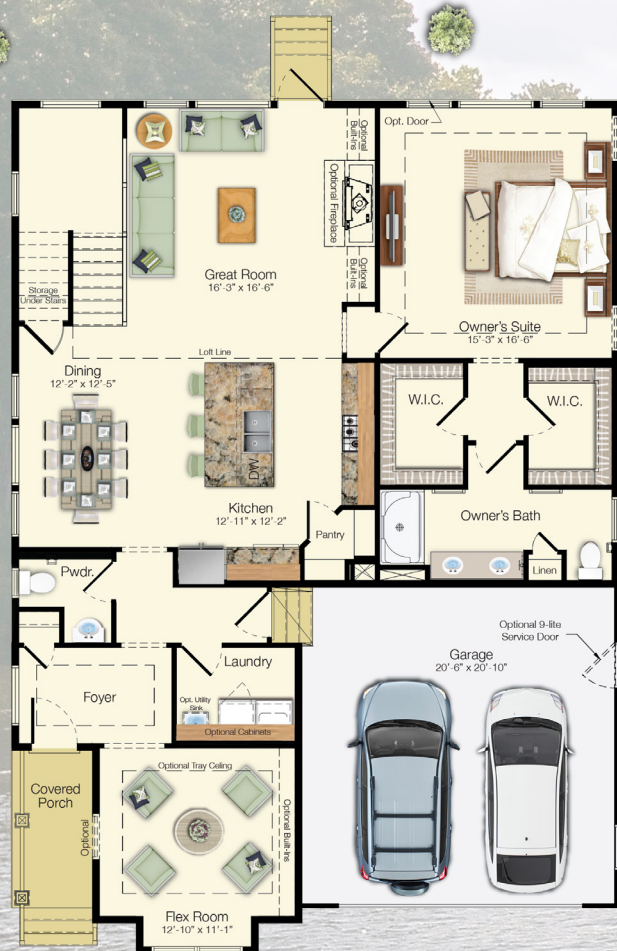 Opt. Door
Optional
Built-Ins
Optional Fireplace
Great Room
16'-3" x 16'-6"
Optional
Built-Ins
Storage
Under Stairs
Owner's Suite
15'-3" x 16'-6"
Loft Line
Dining
12'-2" x 12'-5"
W.I.C.
W.I.C.
DW
Kitchen
12'-11" x 12'-2"
Pantry
Owner's Bath
Linen
Pwdr.
Optional 9-lite
Service Door
Garage
20'-6" x 20'-10"
Laundry
Foyer
Opt. Utility
Sink
Optional Cabinets
Optional Tray Ceiling
Covered
Porch
Optional
Optional Built-Ins
Flex Room
12'-10" x 11'-1"